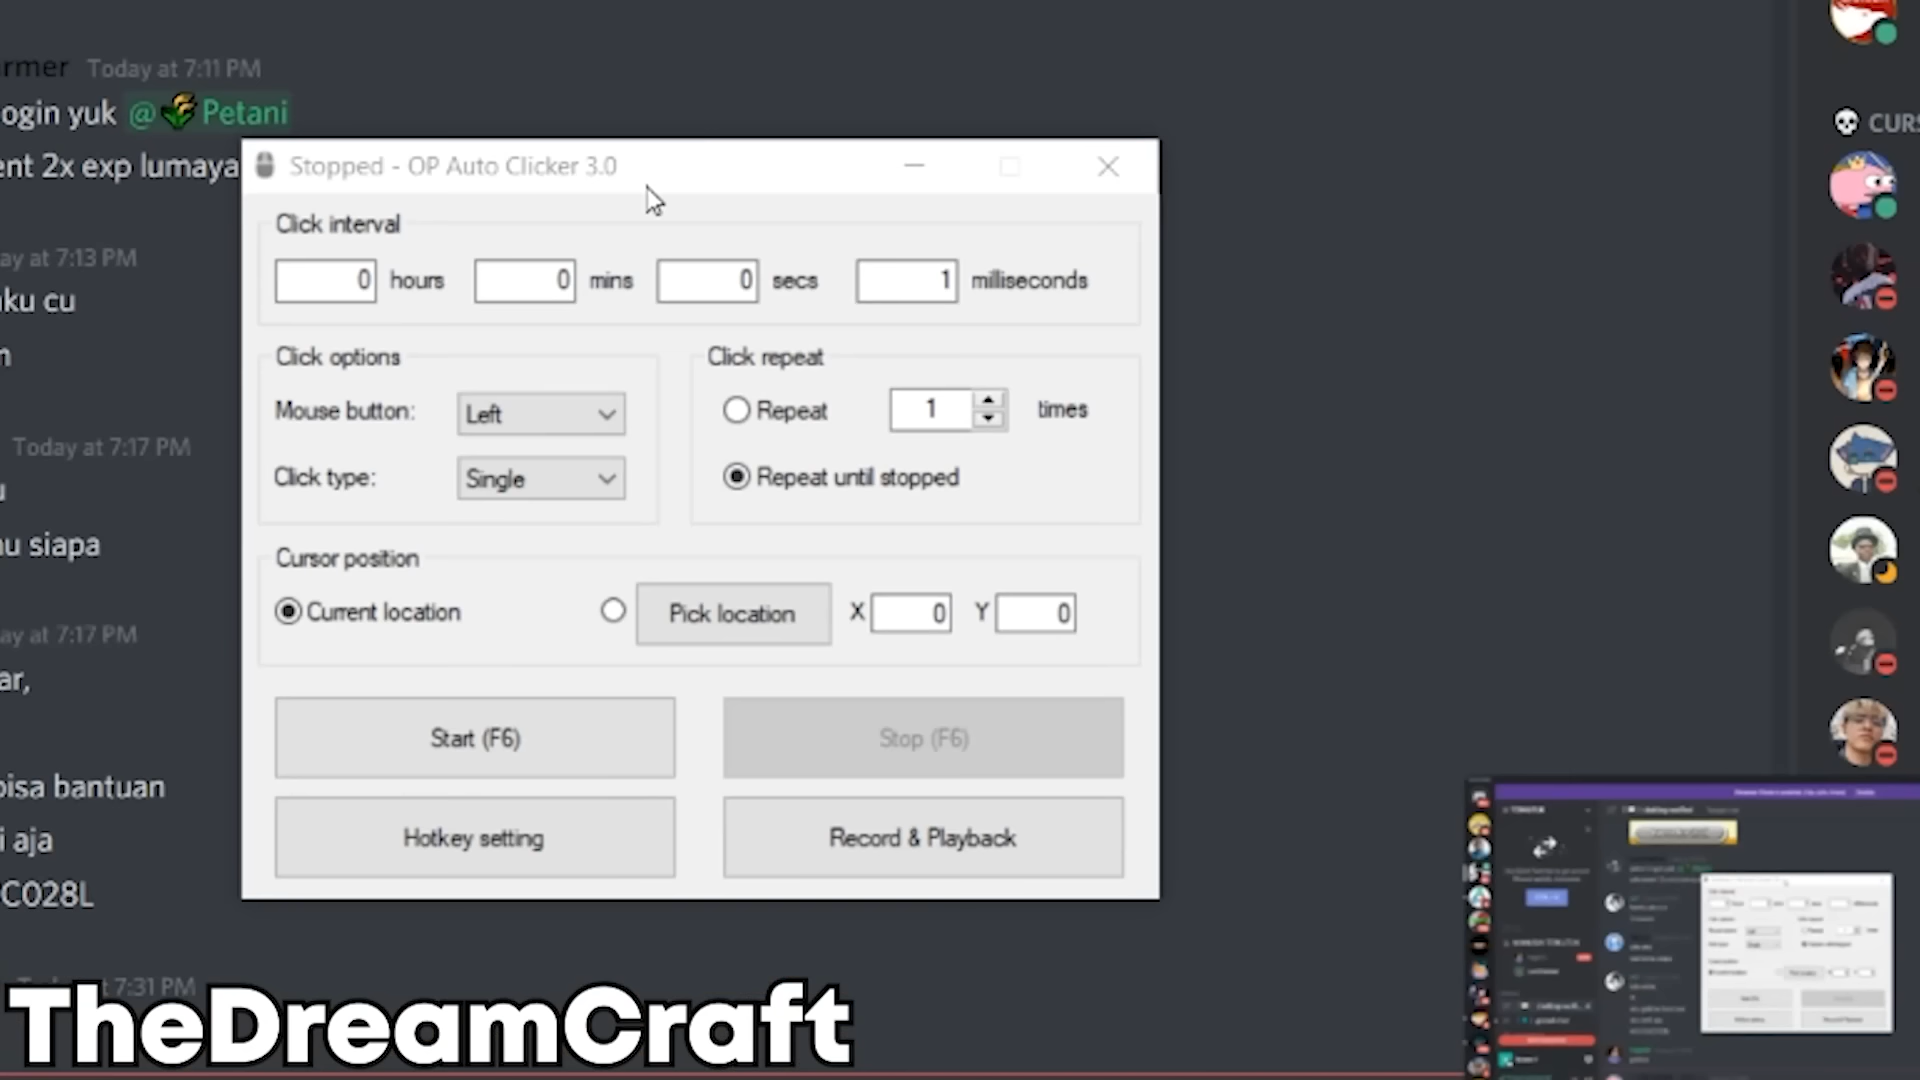 rmer Today at 7:11 PM
ogin yuk @Petani
ent 2x exp lumaya
CURS
Stopped - OP Auto Clicker 3.0
Click interval
0 hours 0 mins 0 secs 1 milliseconds
ay at 7:13 PM
aku cu
Click options
Mouse button: Left
Click type: Single
Click repeat
Repeat 1 times
Repeat until stopped
Today at 7:17 PM
u siapa
Cursor position
Current location Pick location X 0 Y 0
ay at 7:17 PM
ar,
Start (F6) Stop (F6)
Hotkey setting Record & Playback
bisa bantuan
i aja
C028L
7:31 PM
TheDreamCraft